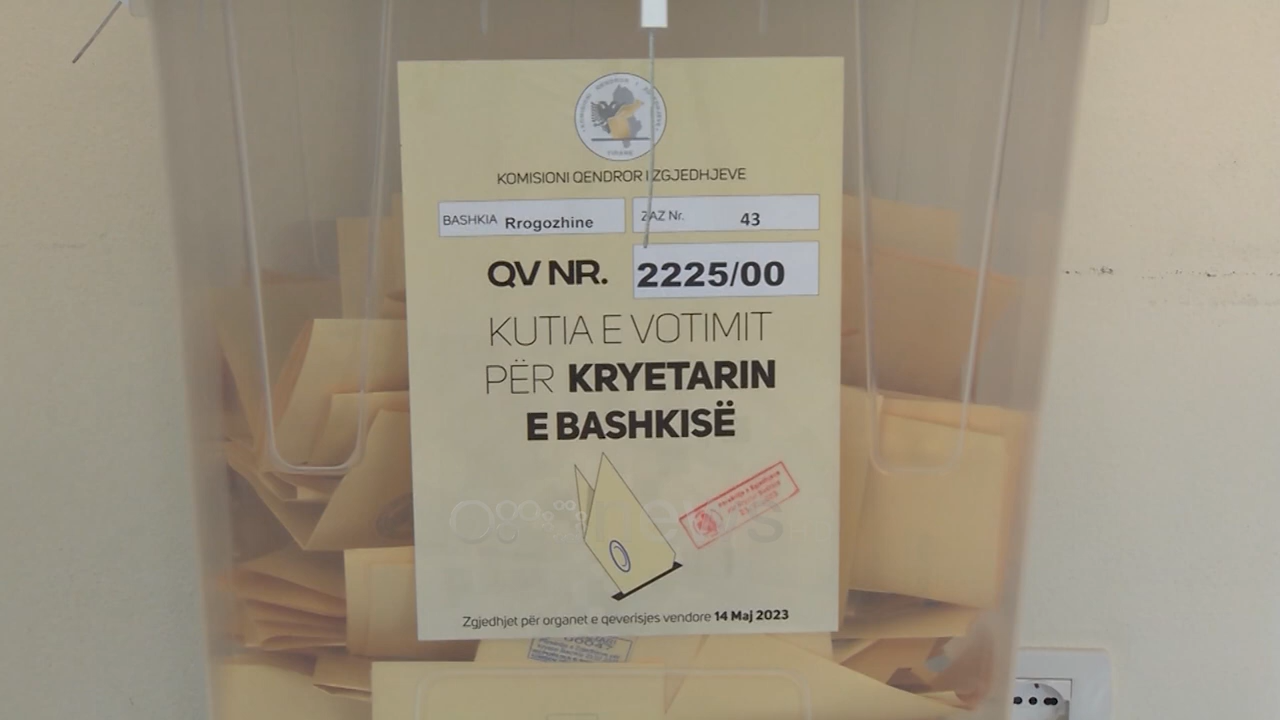 KOMISIONI QENDROR I ZGJEDHJEVE
BASHKIA Rrogozhine
ZAZ Nr. 43
QV NR. 2225/00
KUTIA E VOTIMIT
PËR KRYETARIN
E BASHKISË
news
Zgjedhjet për organet e qeverisjes vendore 14 Maj 2023